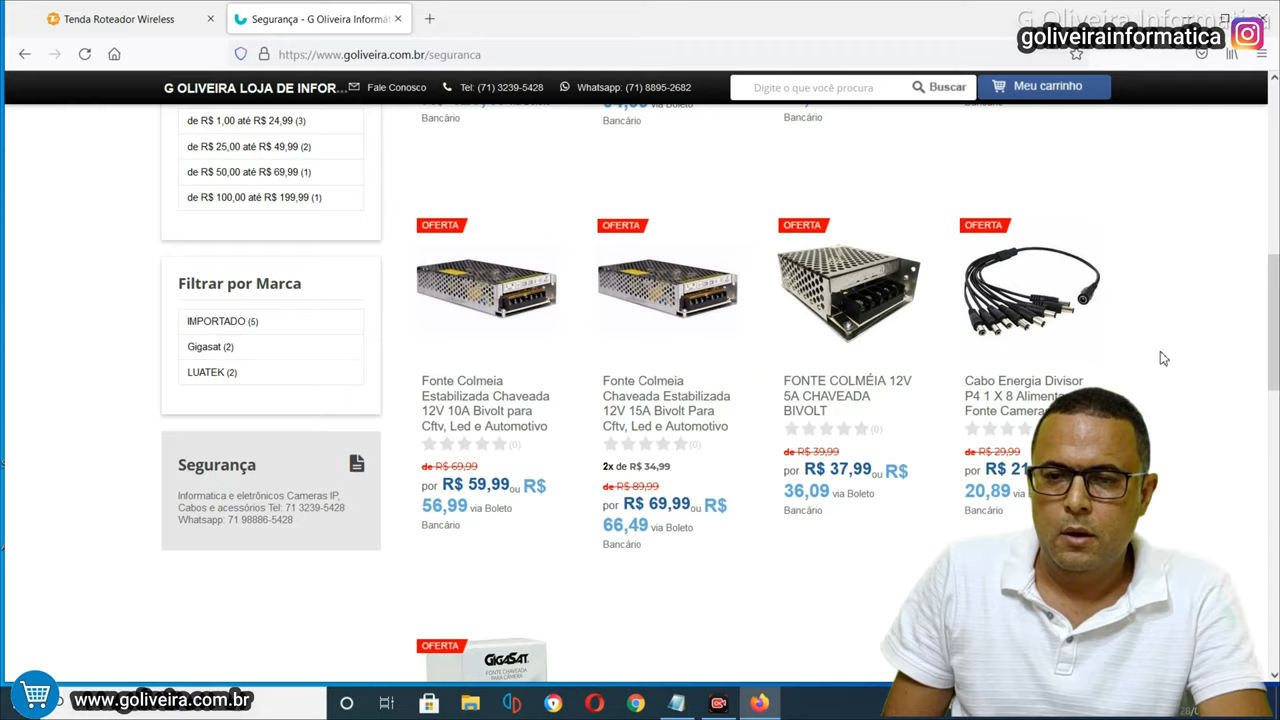 Tenda Roteador Wireless
Segurança - G Oliveira Informát
G Oliveira Informatica
goliveirainformatica
https://www.goliveira.com.br/seguranca
G OLIVEIRA LOJA DE INFOR...
Fale Conosco
Tel: (71) 3239-5428
Whatsapp: (71) 8895-2682
Digite o que você procura
Buscar
Meu carrinho
Bancário
Bancário
Bancário
de R$ 1,00 até R$ 24,99 (3)
de R$ 25,00 até R$ 49,99 (2)
de R$ 50,00 até R$ 69,99 (1)
de R$ 100,00 até R$ 199,99 (1)
Filtrar por Marca
IMPORTADO (5)
Gigasat (2)
LUATEK (2)
Segurança
Informatica e eletrônicos Cameras IP,
Cabos e acessórios Tel: 71 3239-5428
Whatsapp: 71 98886-5428
OFERTA
Fonte Colmeia
Estabilizada Chaveada
12V 10A Bivolt para
Cftv, Led e Automotivo
(0)
de R$ 69,99
por R$ 59,99 ou R$
56,99 via Boleto
Bancário
OFERTA
Fonte Colmeia
Chaveada Estabilizada
12V 15A Bivolt Para
Cftv, Led e Automotivo
(0)
2x de R$ 34,99
de R$ 89,99
por R$ 69,99 ou R$
66,49 via Boleto
Bancário
OFERTA
FONTE COLMÉIA 12V
5A CHAVEADA
BIVOLT
(0)
de R$ 39,99
por R$ 37,99 ou R$
36,09 via Boleto
Bancário
OFERTA
Cabo Energia Divisor
P4 1 X 8
Fonte
de R$ 29,99
por R$
20,89
Bancário
OFERTA
GIGASAT
FONTE CHAVEADA
PARA CÂMERA
www.goliveira.com.br